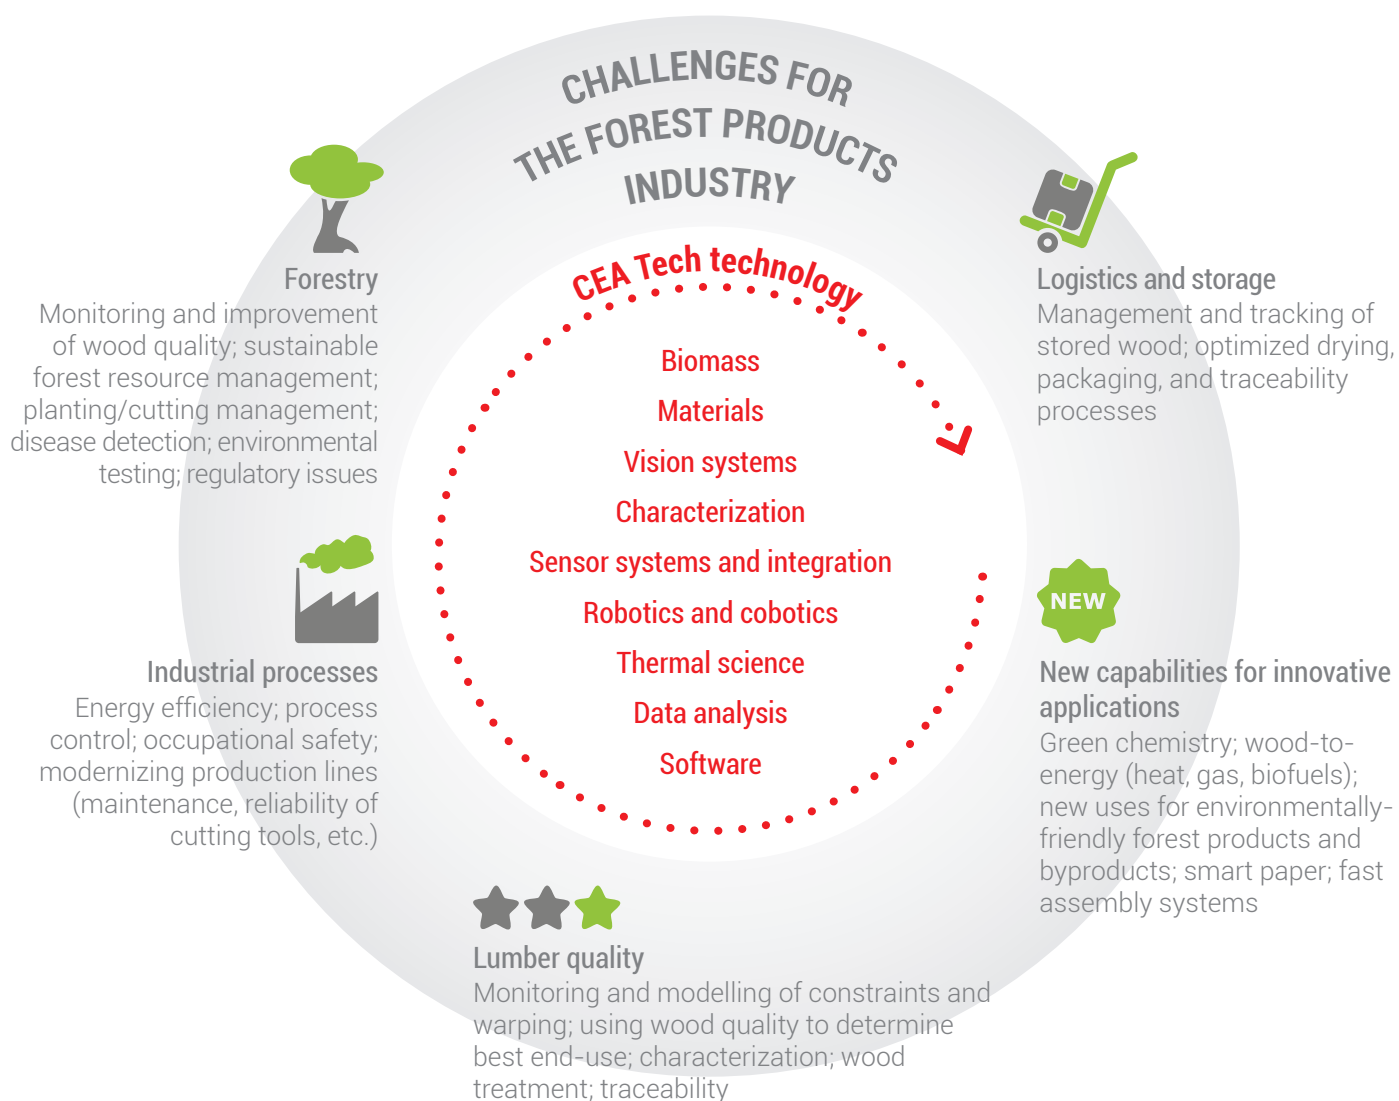 CHALLENGES FOR
THE FOREST PRODUCTS
INDUSTRY
CEA Tech technology
Biomass
Materials
Vision systems
Characterization
Sensor systems and integration
Robotics and cobotics
Thermal science
Data analysis
Software
Forestry
Monitoring and improvement
of wood quality; sustainable
forest resource management;
planting/cutting management;
disease detection; environmental
testing; regulatory issues
Industrial processes
Energy efficiency; process
control; occupational safety;
modernizing production lines
(maintenance, reliability of
cutting tools, etc.)
Lumber quality
Monitoring and modelling of constraints and
warping; using wood quality to determine
best end-use; characterization; wood
treatment; traceability
Logistics and storage
Management and tracking of
stored wood; optimized drying,
packaging, and traceability
processes
NEW
New capabilities for innovative
applications
Green chemistry; wood-to-
energy (heat, gas, biofuels);
new uses for environmentally-
friendly forest products and
byproducts; smart paper; fast
assembly systems